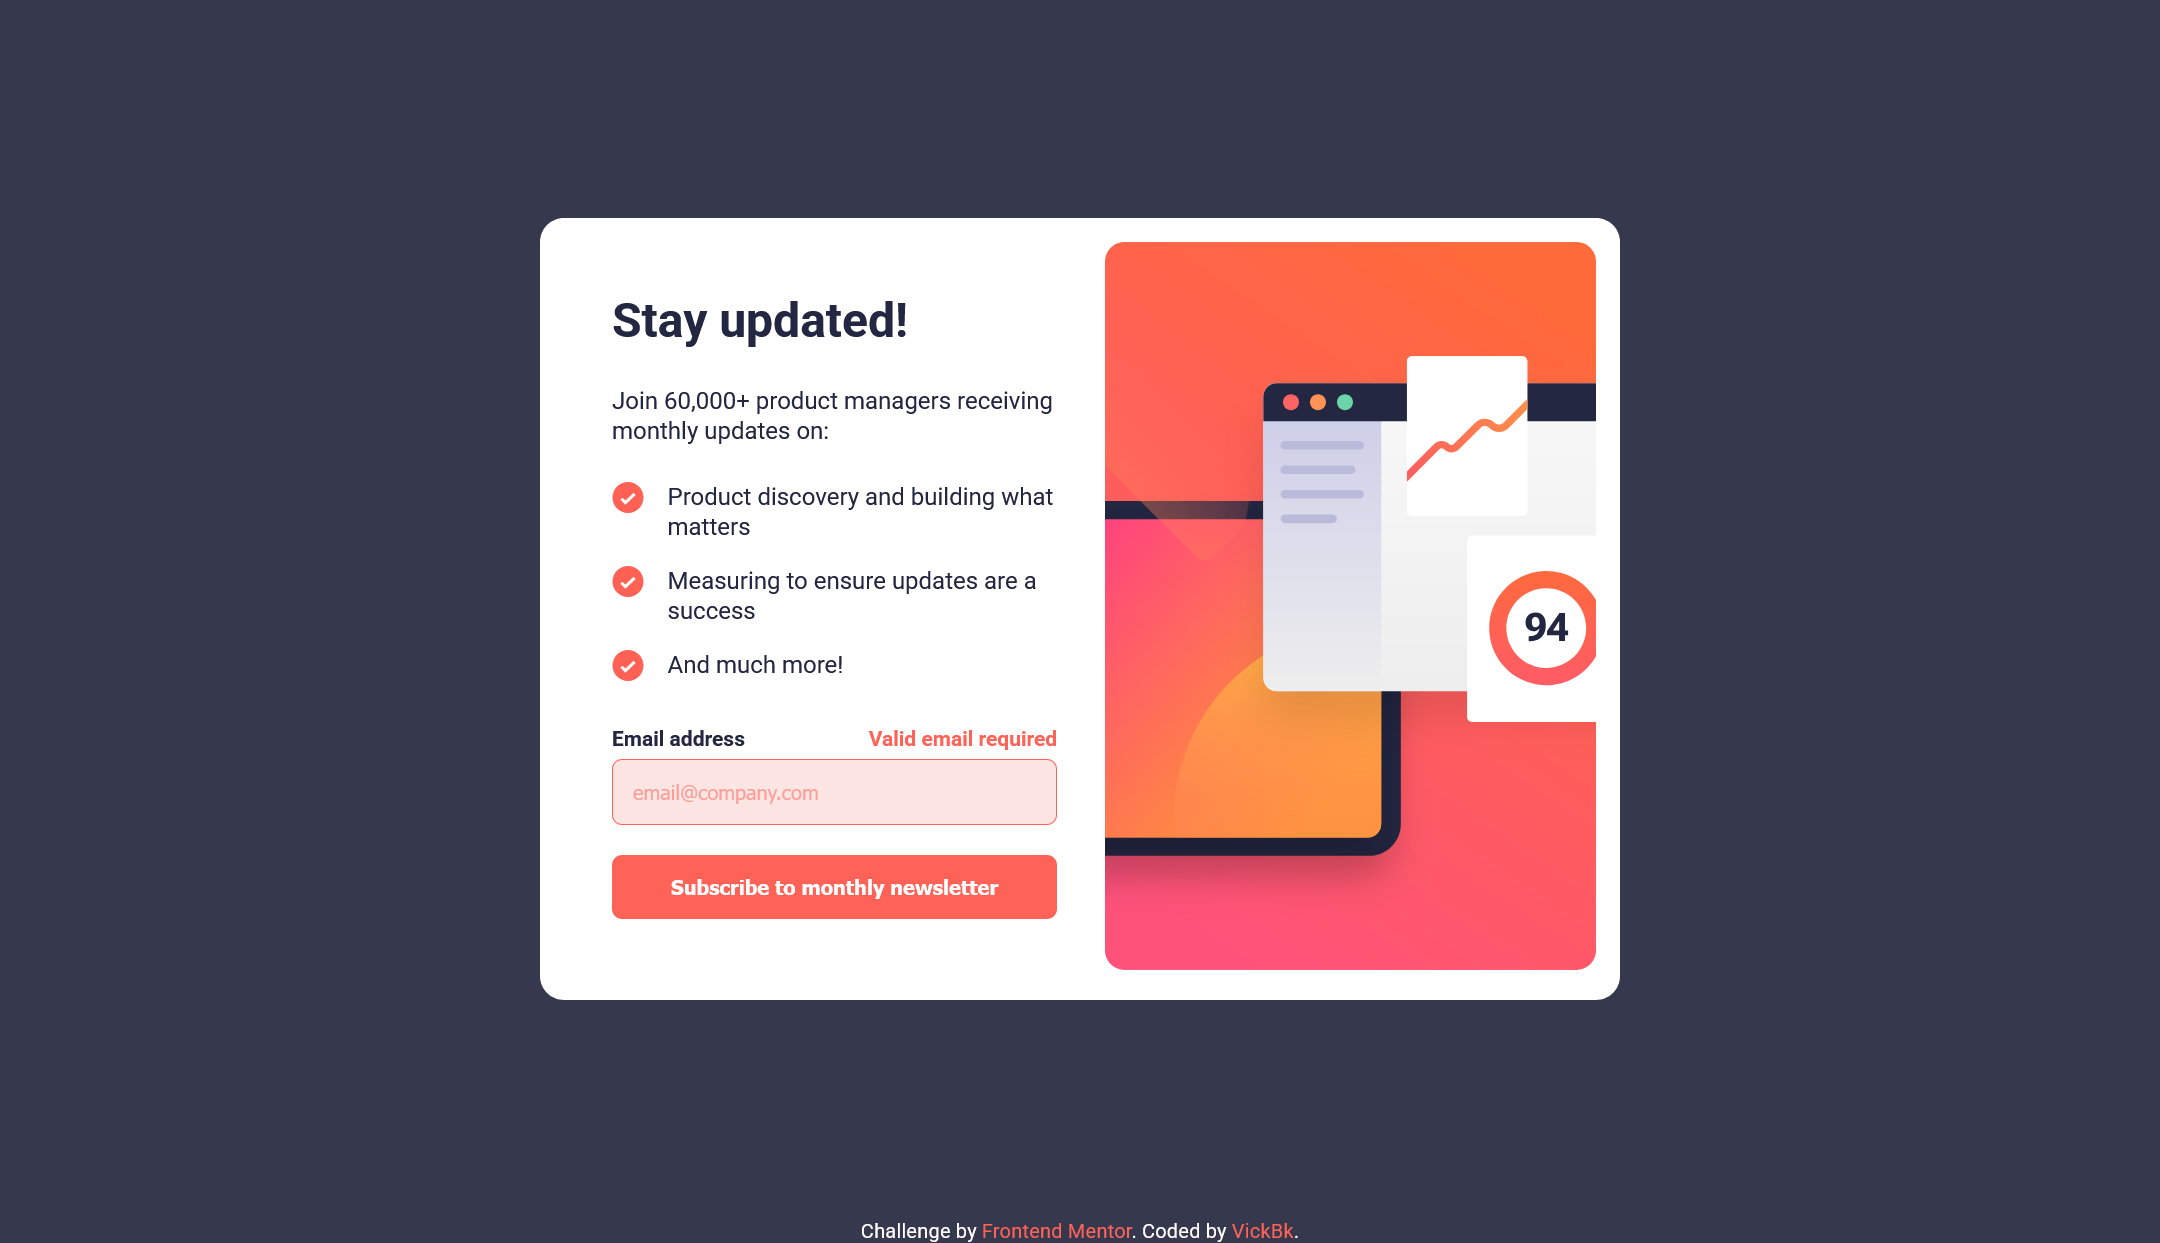 Stay updated!
Join 60,000+ product managers receiving
monthly updates on:
Product discovery and building what
matters
Measuring to ensure updates are a
success
And much more!
Email address
Valid email required
email@company.com
Subscribe to monthly newsletter
94
Challenge by Frontend Mentor. Coded by VickBk.